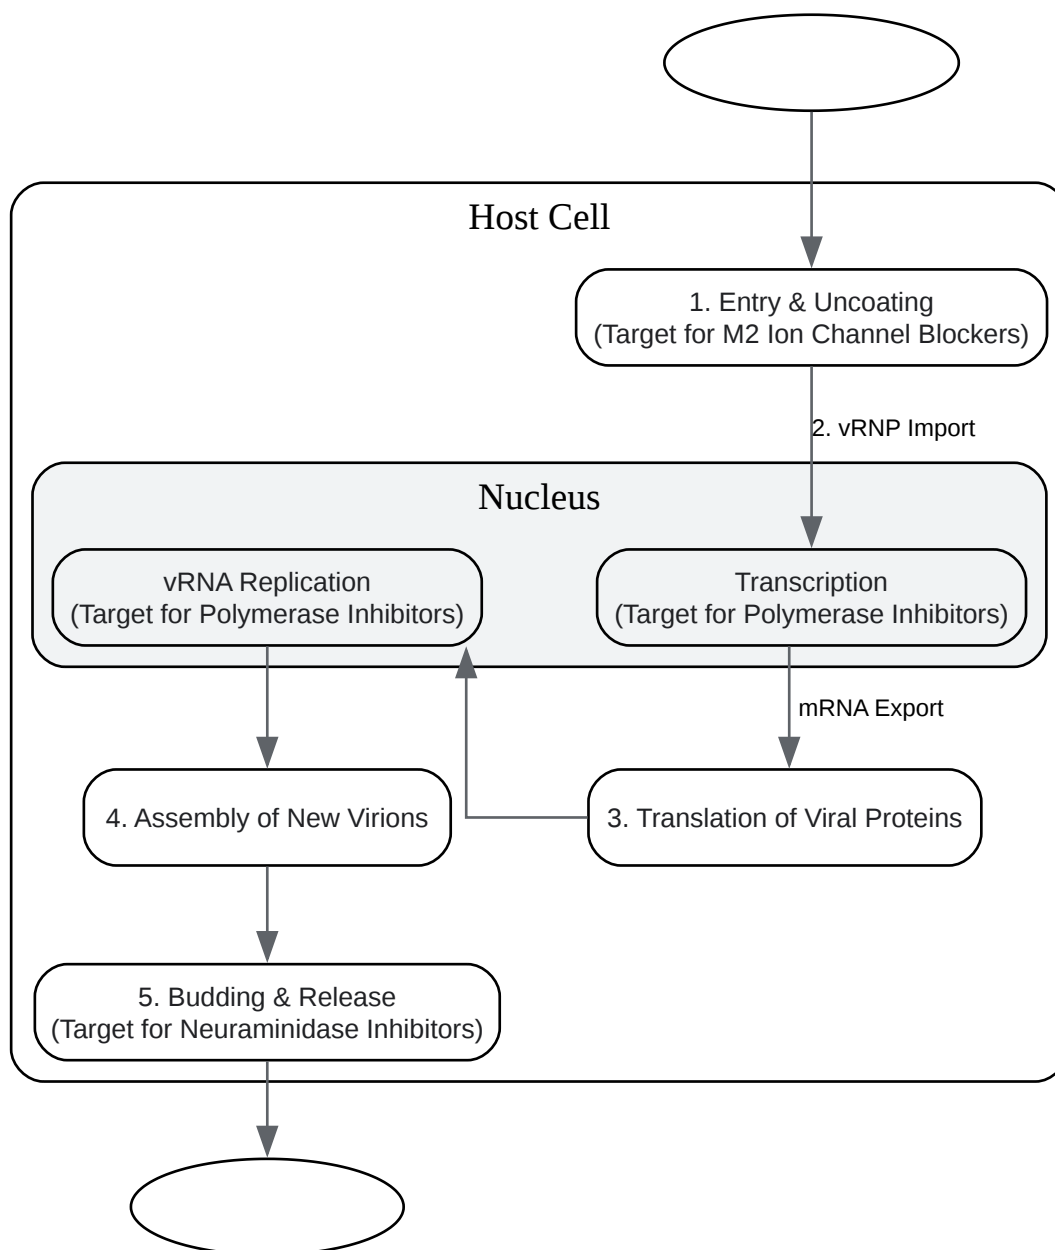 Host Cell
1. Entry & Uncoating
(Target for M2 Ion Channel Blockers)
2. vRNP Import
Nucleus
vRNA Replication
(Target for Polymerase Inhibitors)
Transcription
(Target for Polymerase Inhibitors)
mRNA Export
4. Assembly of New Virions
3. Translation of Viral Proteins
5. Budding & Release
(Target for Neuraminidase Inhibitors)